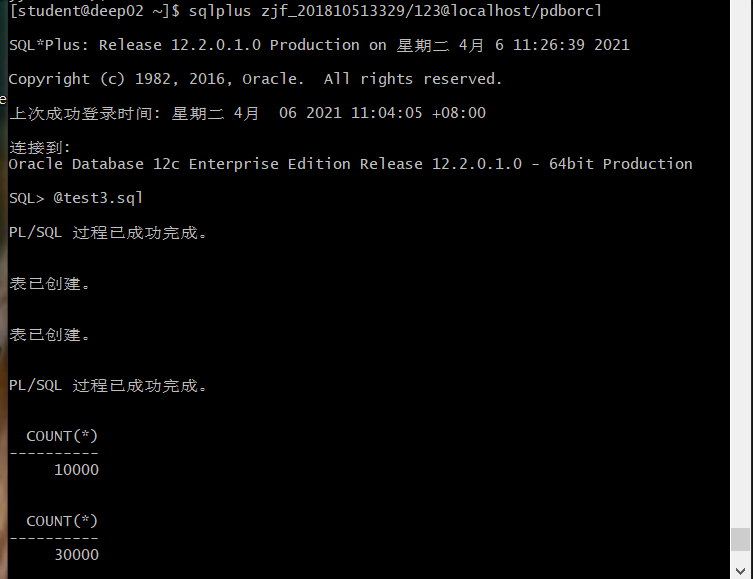 [student@deep02 ~]$ sqlplus zjf_201810513329/123@localhost/pdborcl
SQL*Plus: Release 12.2.0.1.0 Production on 星期二 4月 6 11:26:39 2021
Copyright (c) 1982, 2016, Oracle.  All rights reserved.
e
上次成功登录时间: 星期二 4月  06 2021 11:04:05 +08:00
连接到:
Oracle Database 12c Enterprise Edition Release 12.2.0.1.0 - 64bit Production
SQL> @test3.sql
PL/SQL 过程已成功完成。
表已创建。
表已创建。
PL/SQL 过程已成功完成。
COUNT(*)
----------
10000
COUNT(*)
----------
30000